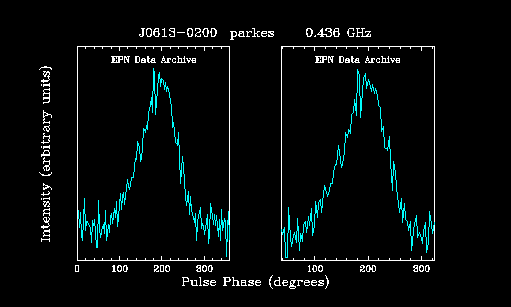 J0613-0200 parkes 0.436 GHz
EPN Data Archive EPN Data Archive
Intensity (arbitrary units)
0 100 200 300 100 200 300
Pulse Phase (degrees)